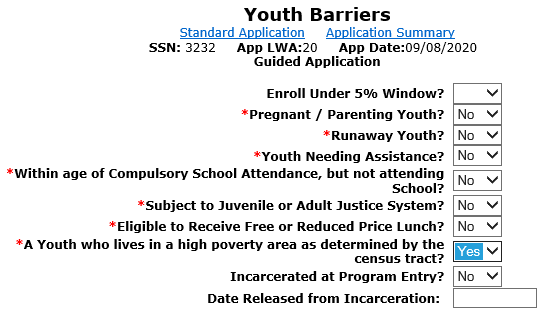 Youth Barriers
Standard Application Application Summary
SSN: 3232 App LWA:20 App Date:09/08/2020
Guided Application
Enroll Under 5% Window?
*Pregnant / Parenting Youth? No
*Runaway Youth? No
*Youth Needing Assistance? No
*Within age of Compulsory School Attendance, but not attending
School? No
*Subject to Juvenile or Adult Justice System? No
*Eligible to Receive Free or Reduced Price Lunch? No
*A Youth who lives in a high poverty area as determined by the
census tract? Yes
Incarcerated at Program Entry? No
Date Released from Incarceration: